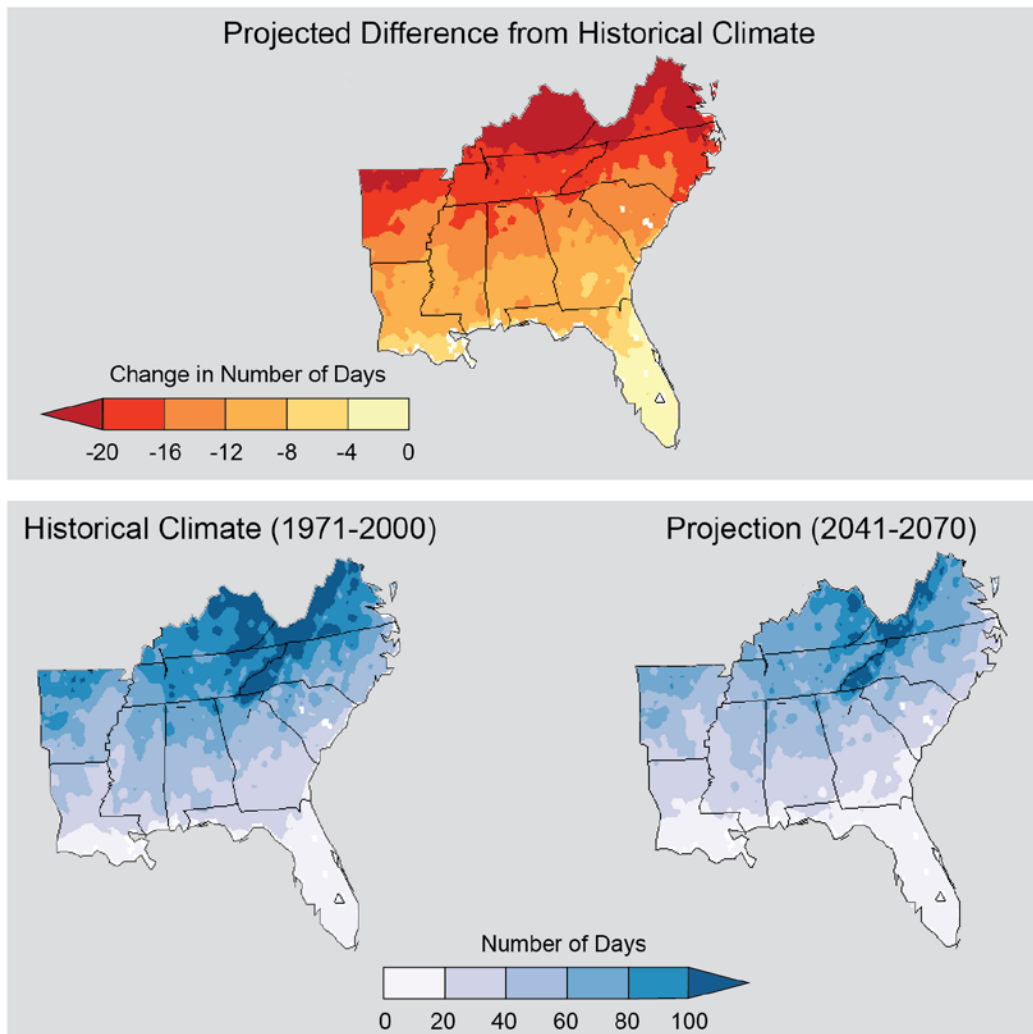 Projected Difference from Historical Climate
Change in Number of Days
-20 -16 -12 -8 -4 0
Historical Climate (1971-2000)
Projection (2041-2070)
Number of Days
0 20 40 60 80 100